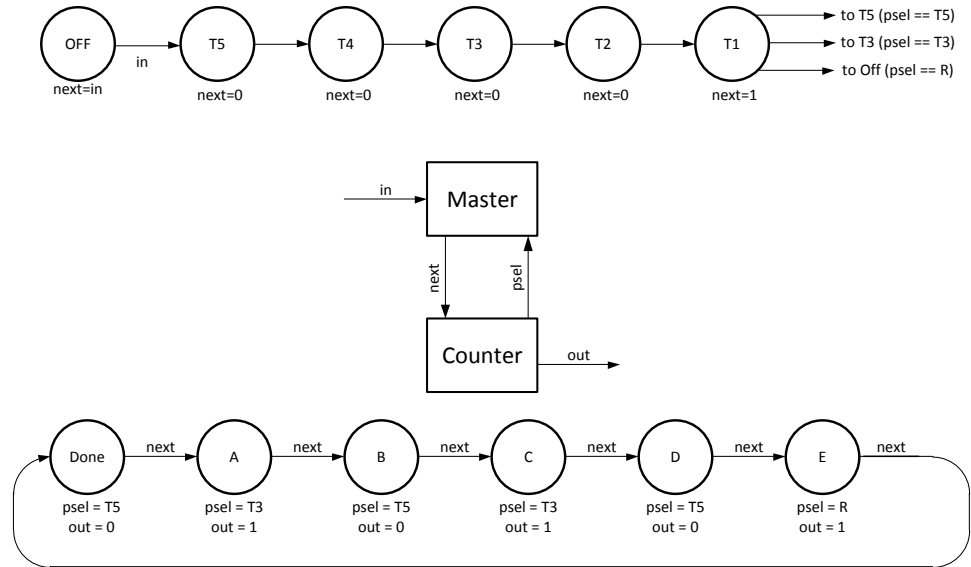 OFF
in
T5
T4
T3
T2
T1
to T5 (psel == T5)
to T3 (psel == T3)
to Off (psel == R)
next=in
next=0
next=0
next=0
next=0
next=1
in
Master
next
psel
Counter
out
Done
next
A
next
B
next
C
next
D
next
E
next
psel = T5
out = 0
psel = T3
out = 1
psel = T5
out = 0
psel = T3
out = 1
psel = T5
out = 0
psel = R
out = 1